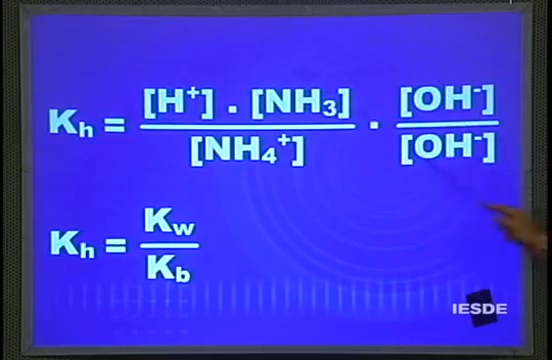 Kh = [H+] . [NH3] / [NH4+] . [OH-] / [OH-]
Kh = Kw / Kb
IESDE